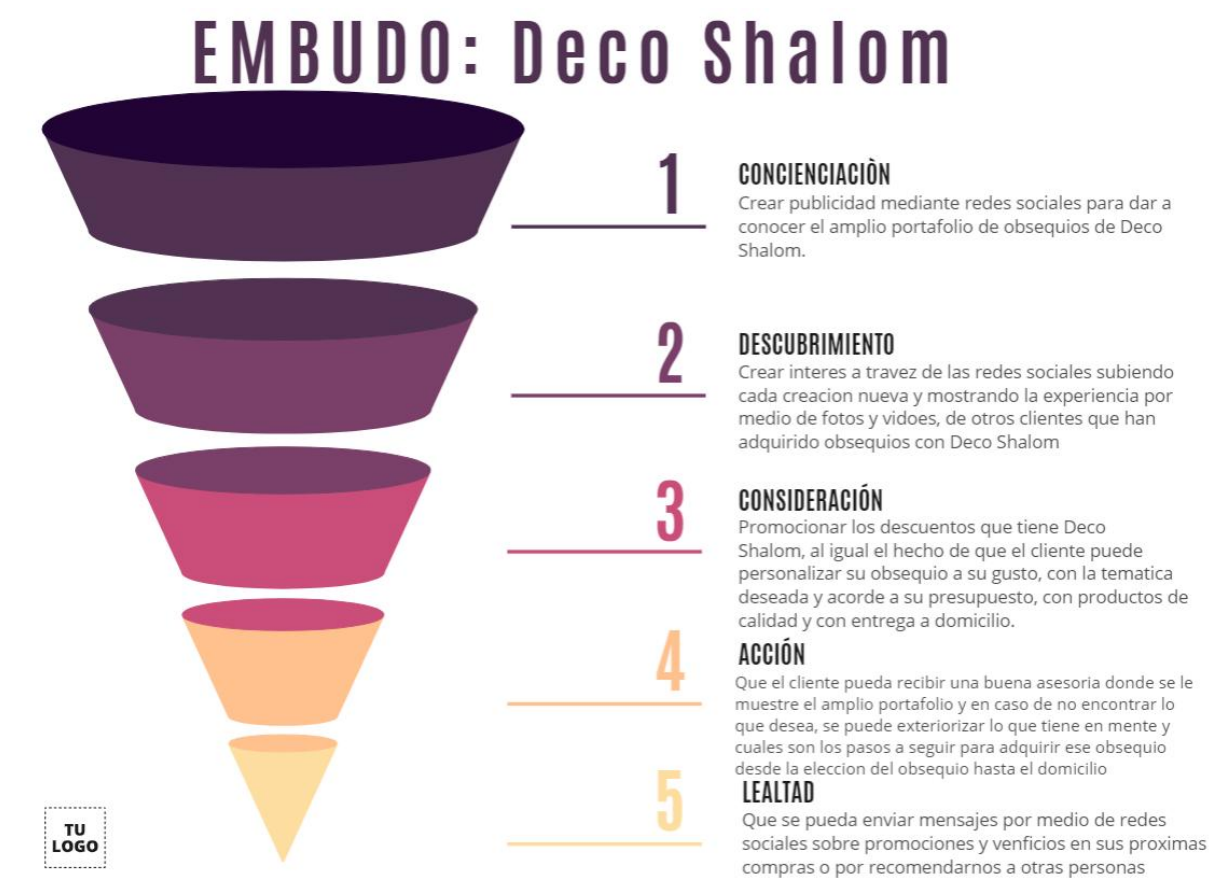 EMBUDO: Deco Shalom
1
CONCIENCIACIÒN
Crear publicidad mediante redes sociales para dar a
conocer el amplio portafolio de obsequios de Deco
Shalom.
2
DESCUBRIMIENTO
Crear interes a travez de las redes sociales subiendo
cada creacion nueva y mostrando la experiencia por
medio de fotos y vidoes, de otros clientes que han
adquirido obsequios con Deco Shalom
3
CONSIDERACIÓN
Promocionar los descuentos que tiene Deco
Shalom, al igual el hecho de que el cliente puede
personalizar su obsequio a su gusto, con la tematica
deseada y acorde a su presupuesto, con productos de
calidad y con entrega a domicilio.
4
ACCIÓN
Que el cliente pueda recibir una buena asesoria donde se le
muestre el amplio portafolio y en caso de no encontrar lo
que desea, se puede exteriorizar lo que tiene en mente y
cuales son los pasos a seguir para adquirir ese obsequio
desde la eleccion del obsequio hasta el domicilio
5
LEALTAD
Que se pueda enviar mensajes por medio de redes
sociales sobre promociones y venficios en sus proximas
compras o por recomendarnos a otras personas
TU
LOGO